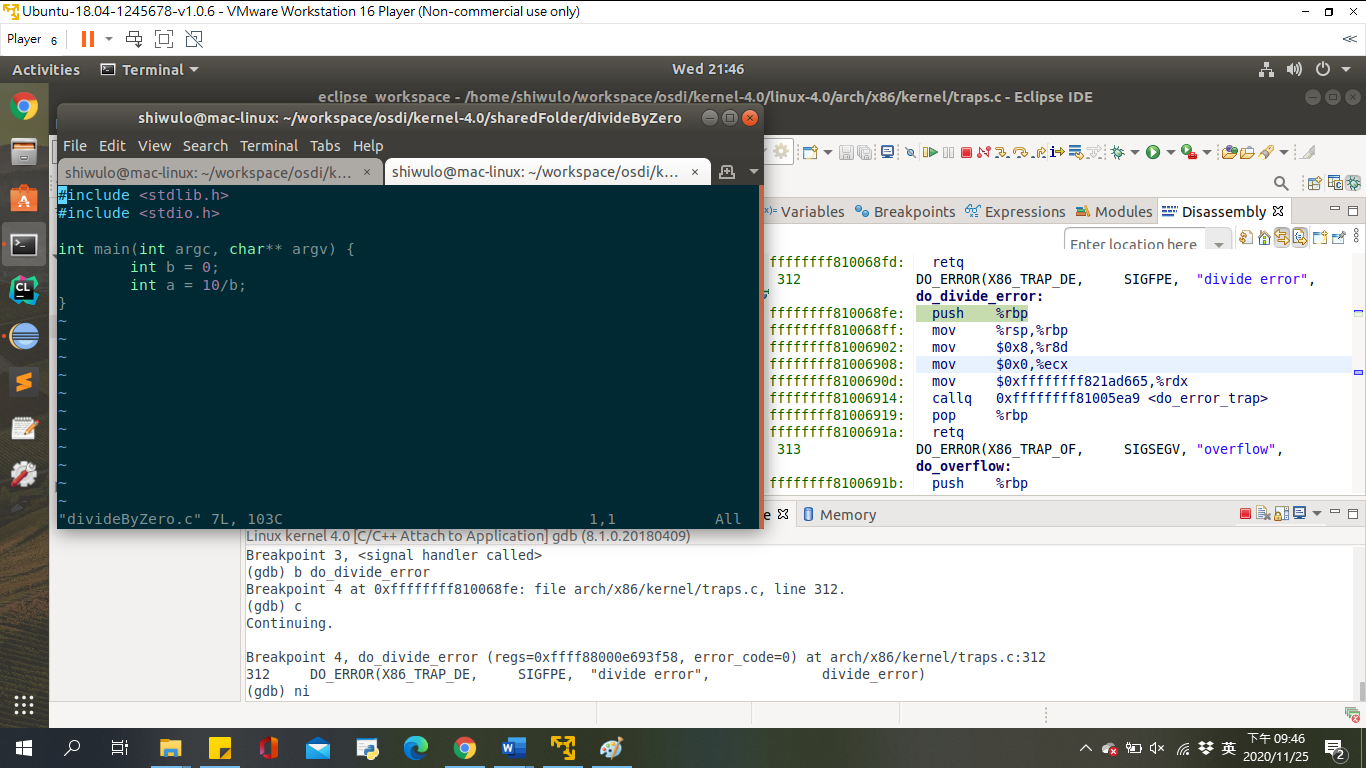 Ubuntu-18.04-1245678-v1.0.6 - VMware Workstation 16 Player (Non-commercial use only)
Player 6
Activities Terminal Wed 21:46
eclipse_workspace - /home/shiwulo/workspace/osdi/kernel-4.0/linux-4.0/arch/x86/kernel/traps.c - Eclipse IDE
shiwulo@mac-linux: ~/workspace/osdi/kernel-4.0/sharedFolder/divideByZero
File Edit View Search Terminal Tabs Help
shiwulo@mac-linux: ~/workspace/osdi/k... × shiwulo@mac-linux: ~/workspace/osdi/k... ×
#include <stdlib.h>
#include <stdio.h>
int main(int argc, char** argv) {
int b = 0;
int a = 10/b;
}
~
~
~
~
~
~
~
~
~
~
~
"divideByZero.c" 7L, 103C 1,1 All
(x)= Variables Breakpoints Expressions Modules Disassembly
Enter location here
ffffffff810068fd: retq
312 DO_ERROR(X86_TRAP_DE, SIGFPE, "divide error",
do_divide_error:
ffffffff810068fe: push %rbp
ffffffff810068ff: mov %rsp,%rbp
ffffffff81006902: mov $0x8,%r8d
ffffffff81006908: mov $0x0,%ecx
ffffffff8100690d: mov $0xffffffff821ad665,%rdx
ffffffff81006914: callq 0xffffffff81005ea9 <do_error_trap>
ffffffff81006919: pop %rbp
ffffffff8100691a: retq
313 DO_ERROR(X86_TRAP_OF, SIGSEGV, "overflow",
do_overflow:
ffffffff8100691b: push %rbp
Memory
Linux kernel 4.0 [C/C++ Attach to Application] gdb (8.1.0.20180409)
Breakpoint 3, <signal handler called>
(gdb) b do_divide_error
Breakpoint 4 at 0xffffffff810068fe: file arch/x86/kernel/traps.c, line 312.
(gdb) c
Continuing.
Breakpoint 4, do_divide_error (regs=0xffff88000e693f58, error_code=0) at arch/x86/kernel/traps.c:312
312 DO_ERROR(X86_TRAP_DE, SIGFPE, "divide error", divide_error)
(gdb) ni
英
下午 09:46
2020/11/25
2